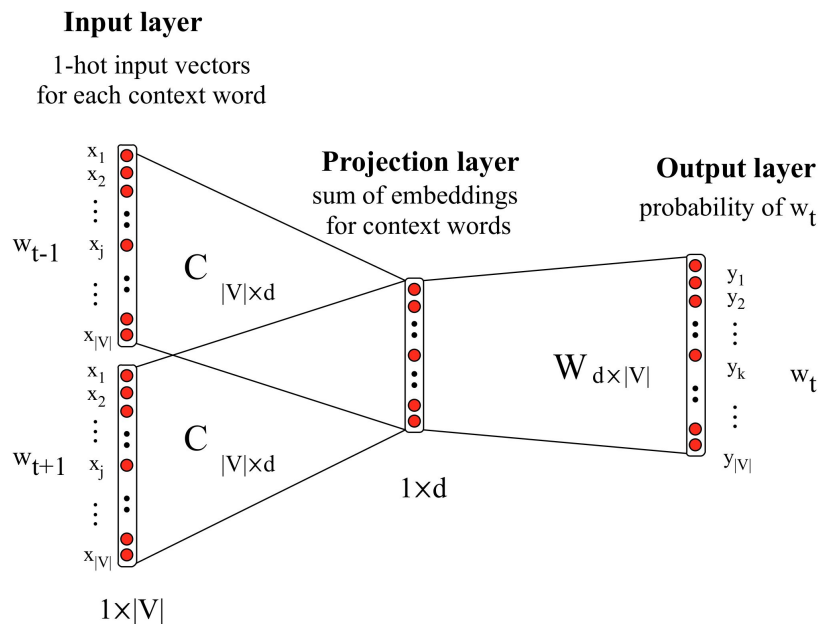 Input layer
1-hot input vectors
for each context word
x1
x2
⋮
wt-1
xj
⋮
x|V|
C |V|×d
x1
x2
⋮
wt+1
xj
⋮
x|V|
C |V|×d
1×|V|
Projection layer
sum of embeddings
for context words
1×d
W d×|V|
Output layer
probability of wt
y1
y2
⋮
yk
wt
⋮
y|V|